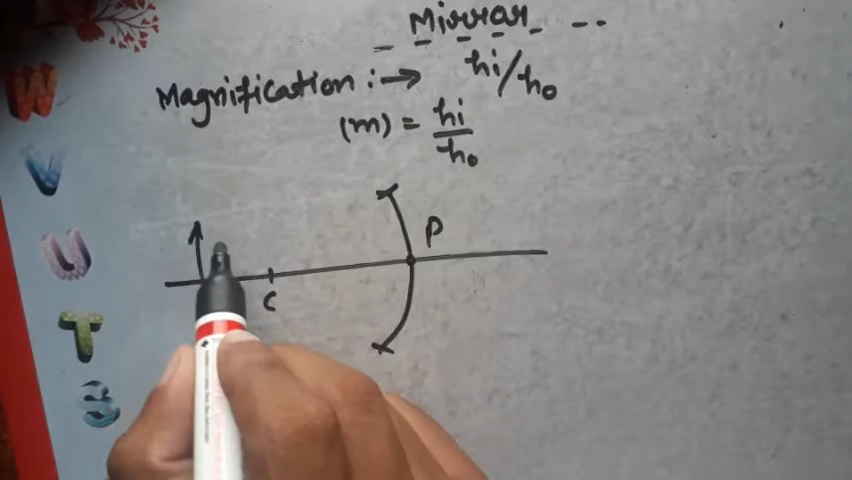 Mirror
Magnification :→ hi/ho
(m) = hi/ho
P
C
W
V
U
T
S